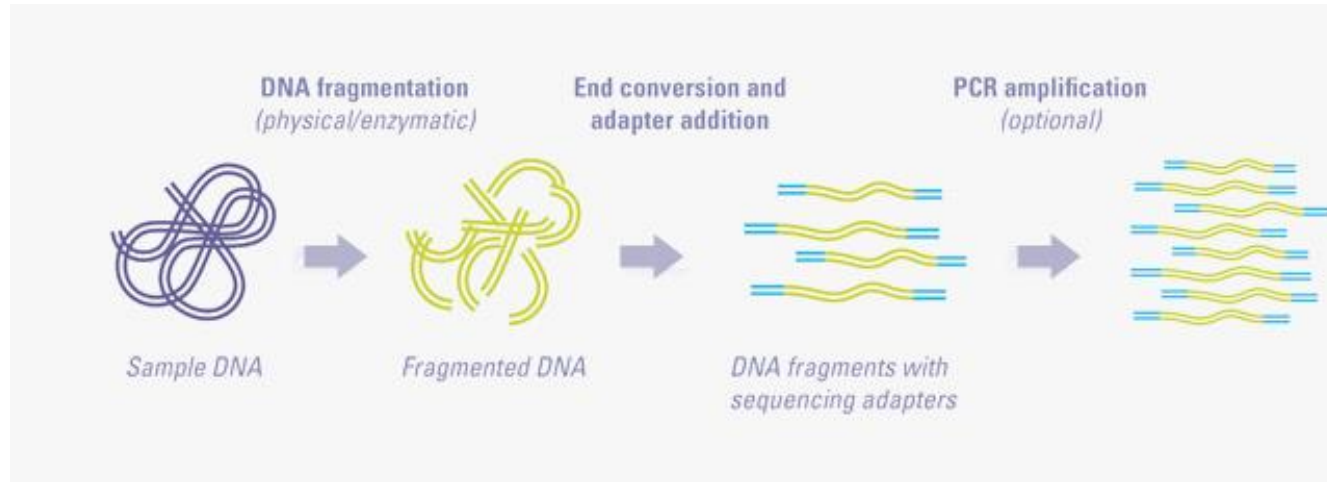 DNA fragmentation
(physical/enzymatic)
End conversion and
adapter addition
PCR amplification
(optional)
Sample DNA
Fragmented DNA
DNA fragments with
sequencing adapters